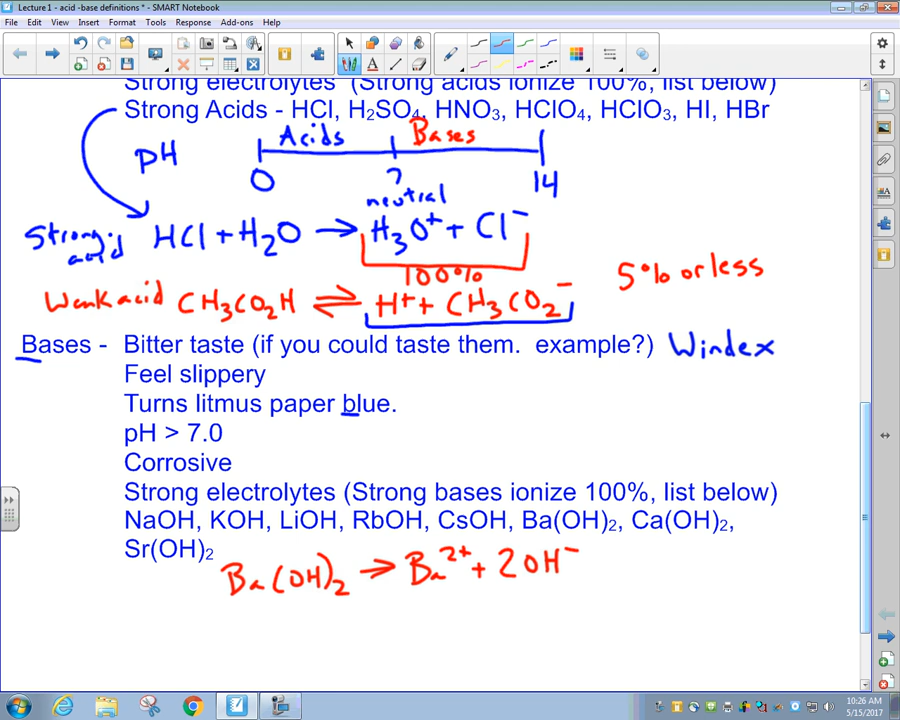 Lecture 1 - acid -base definitions * - SMART Notebook
File Edit View Insert Format Tools Response Add-ons Help
Strong electrolytes (Strong acids ionize 100%, list below)
Strong Acids - HCl, H₂SO₄, HNO₃, HClO₄, HClO₃, HI, HBr
Acids Bases
pH
0 7 14
neutral
Strong acid HCl + H₂O → H₃O⁺ + Cl⁻
100%
5% or less
Weak acid CH₃CO₂H ⇌ H⁺ + CH₃CO₂⁻
Bases - Bitter taste (if you could taste them. example?) Windex
Feel slippery
Turns litmus paper blue.
pH > 7.0
Corrosive
Strong electrolytes (Strong bases ionize 100%, list below)
NaOH, KOH, LiOH, RbOH, CsOH, Ba(OH)₂, Ca(OH)₂,
Sr(OH)₂
Ba(OH)₂ → Ba²⁺ + 2OH⁻
10:26 AM
5/15/2017